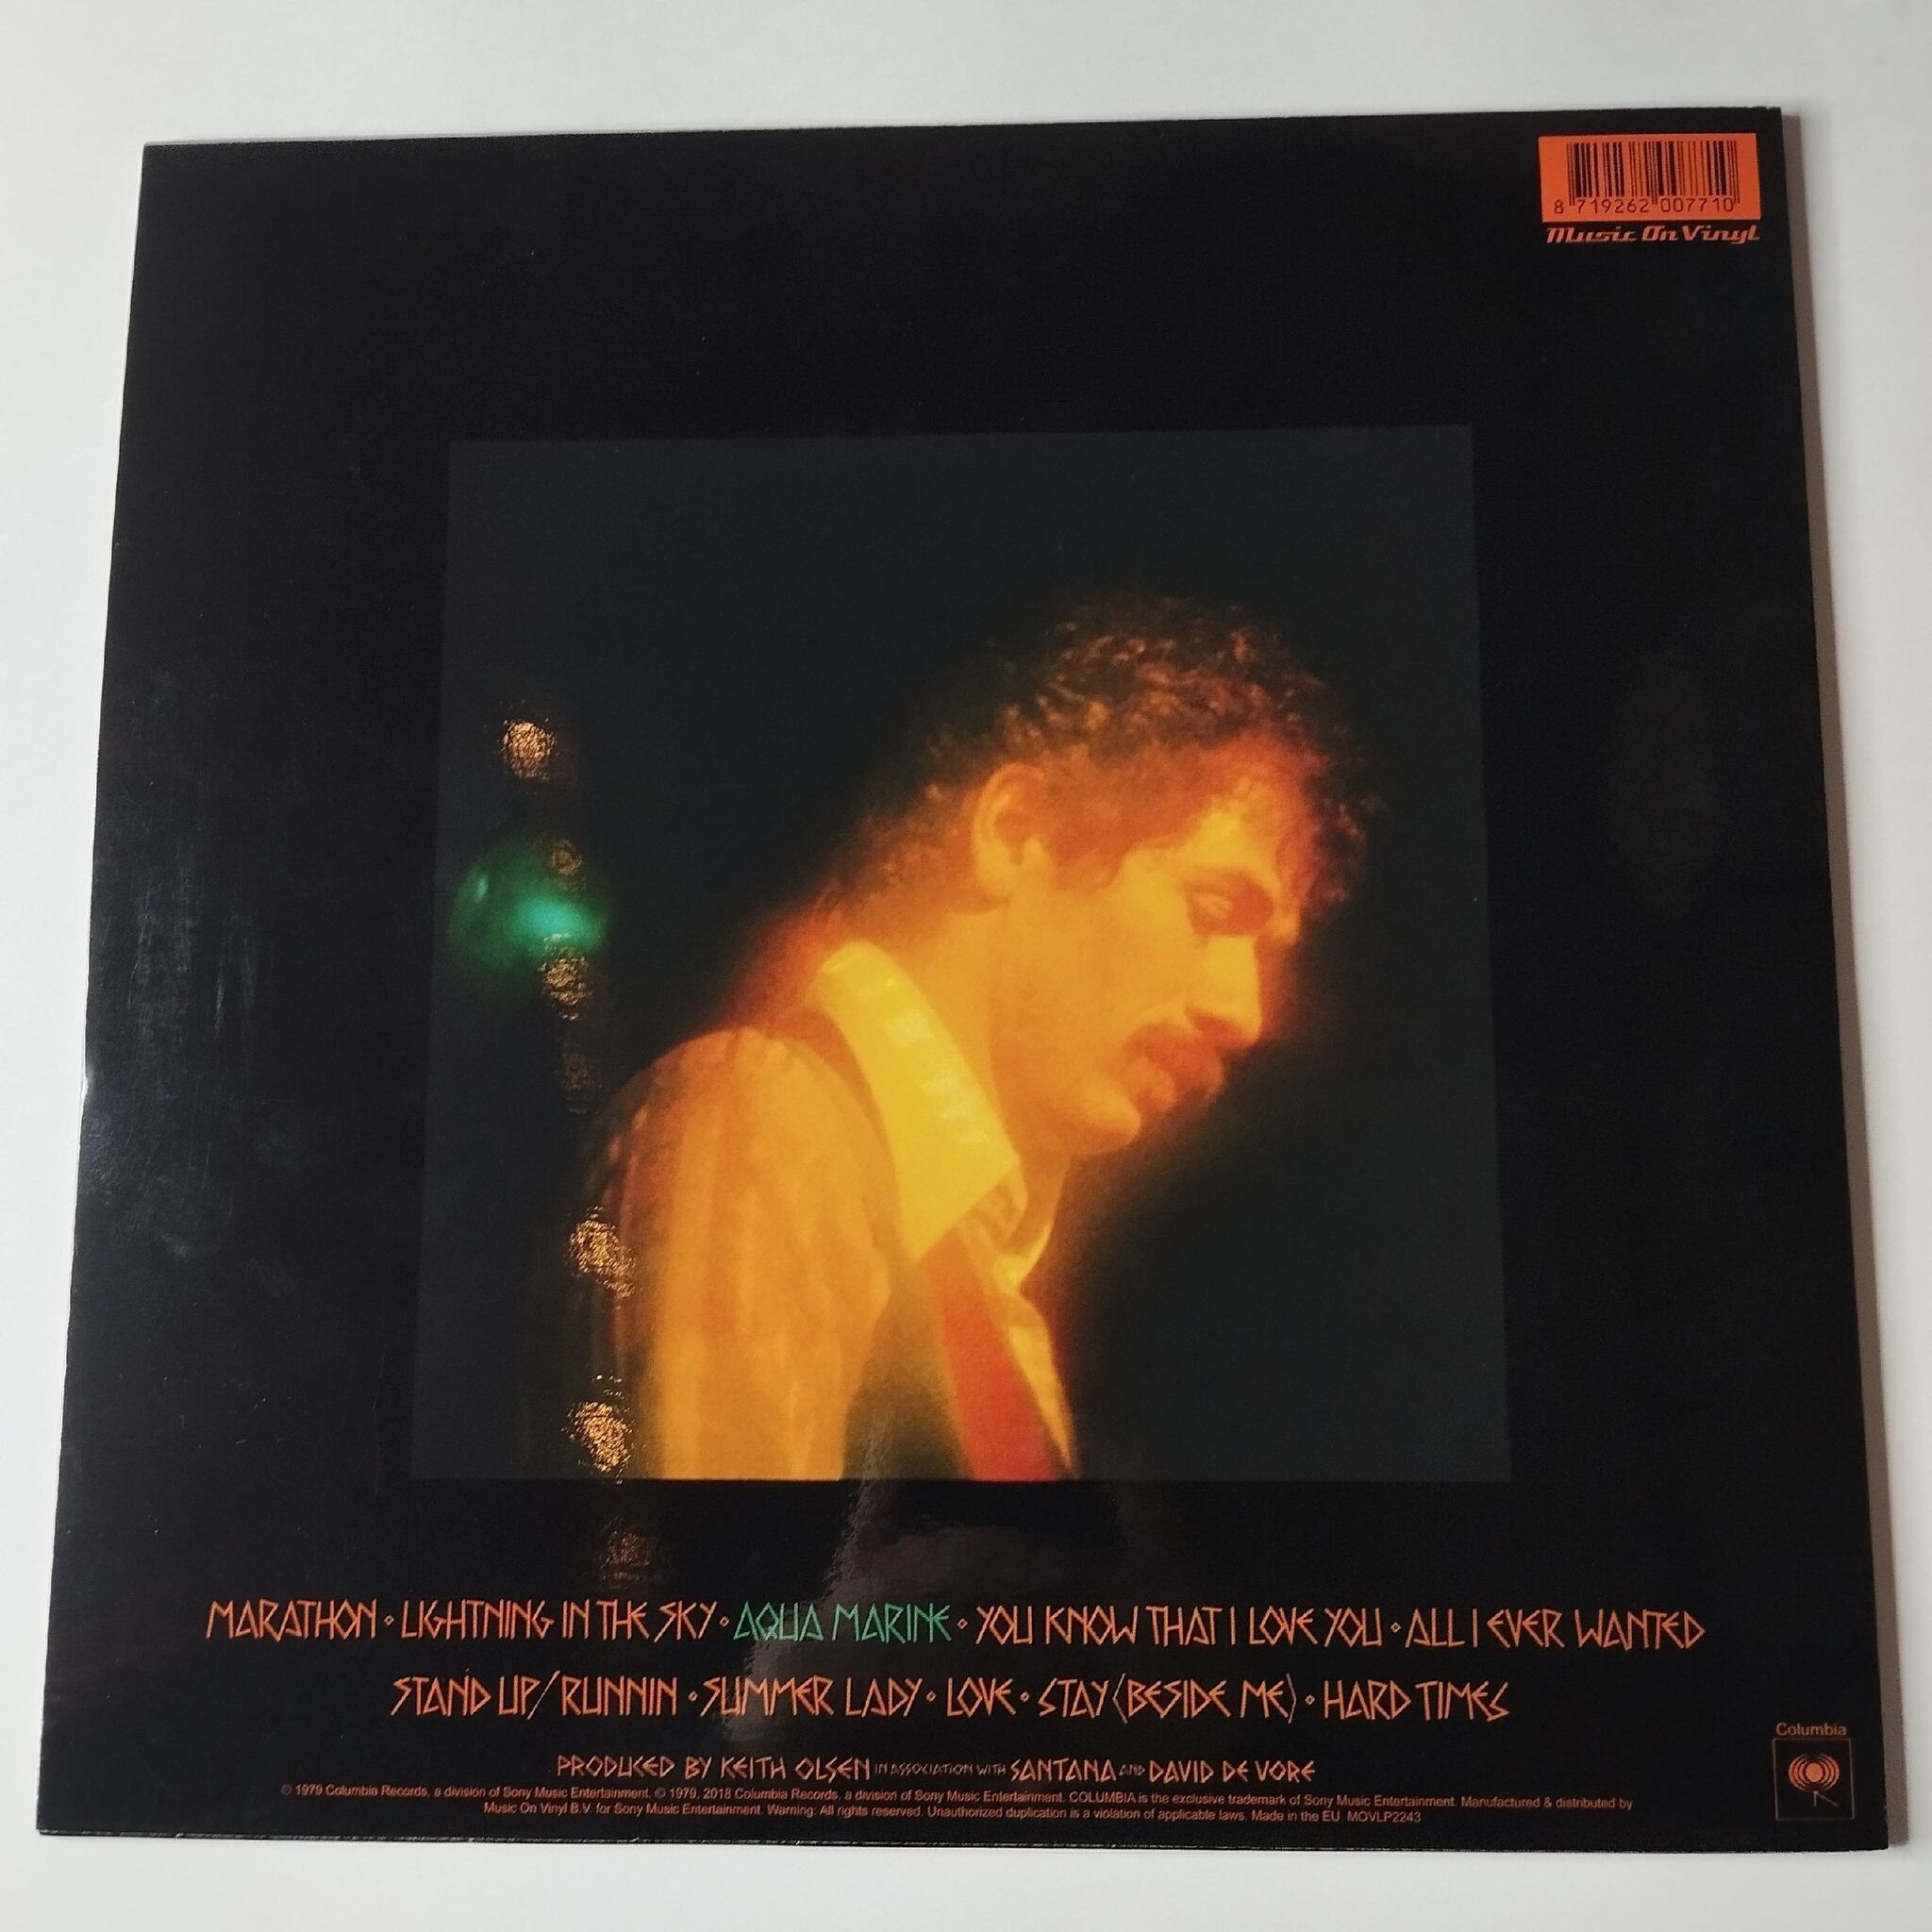 8 719262 007710
Music On Vinyl
MARATHON • LIGHTNING IN THE SKY • AQUA MARINE • YOU KNOW THAT I LOVE YOU • ALL I EVER WANTED
STAND UP/RUNNIN • SUMMER LADY • LOVE • STAY (BESIDE ME) • HARD TIMES
PRODUCED BY KEITH OLSEN IN ASSOCIATION WITH SANTANA AND DAVID DE VORE
℗ 1979 Columbia Records, a division of Sony Music Entertainment. © 1979, 2018 Columbia Records, a division of Sony Music Entertainment. COLUMBIA is the exclusive trademark of Sony Music Entertainment. Manufactured & distributed by
Music On Vinyl B.V. for Sony Music Entertainment. Warning: All rights reserved. Unauthorized duplication is a violation of applicable laws. Made in the EU. MOVLP2243
Columbia